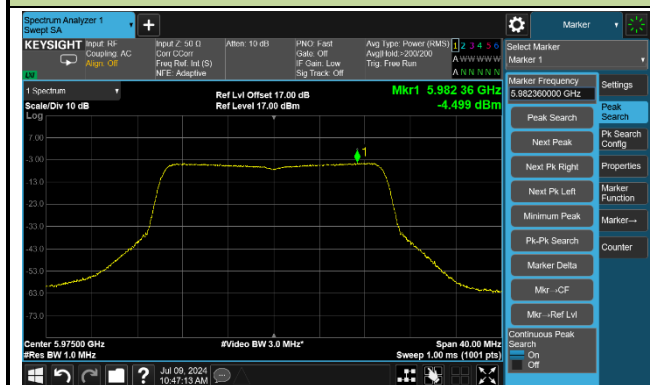 Spectrum Analyzer 1
Swept SA
+
Marker
KEYSIGHT
Input: RF
Coupling: AC
Align: Off
Input Z: 50 Ω
Corr CCorr
Freq Ref: Int (S)
NFE: Adaptive
Atten: 10 dB
PNO: Fast
Gate: Off
IF Gain: Low
Sig Track: Off
Avg Type: Power (RMS)
Avg|Hold:>200/200
Trig: Free Run
1 2 3 4 5 6
A W W W W W
A N N N N N
LXI
Select Marker
Marker 1
1 Spectrum
Scale/Div 10 dB
Log
Ref Lvl Offset 17.00 dB
Ref Level 17.00 dBm
Mkr1 5.982 36 GHz
-4.499 dBm
1
7.00
-3.00
-13.0
-23.0
-33.0
-43.0
-53.0
-63.0
-73.0
Center 5.97500 GHz
#Res BW 1.0 MHz
#Video BW 3.0 MHz*
Span 40.00 MHz
Sweep 1.00 ms (1001 pts)
Marker Frequency
5.982360000 GHz
Peak Search
Next Peak
Next Pk Right
Next Pk Left
Minimum Peak
Pk-Pk Search
Marker Delta
Mkr→CF
Mkr→Ref Lvl
Continuous Peak
Search
On
Off
Settings
Peak
Search
Pk Search
Config
Properties
Marker
Function
Marker→
Counter
?
Jul 09, 2024
10:47:13 AM